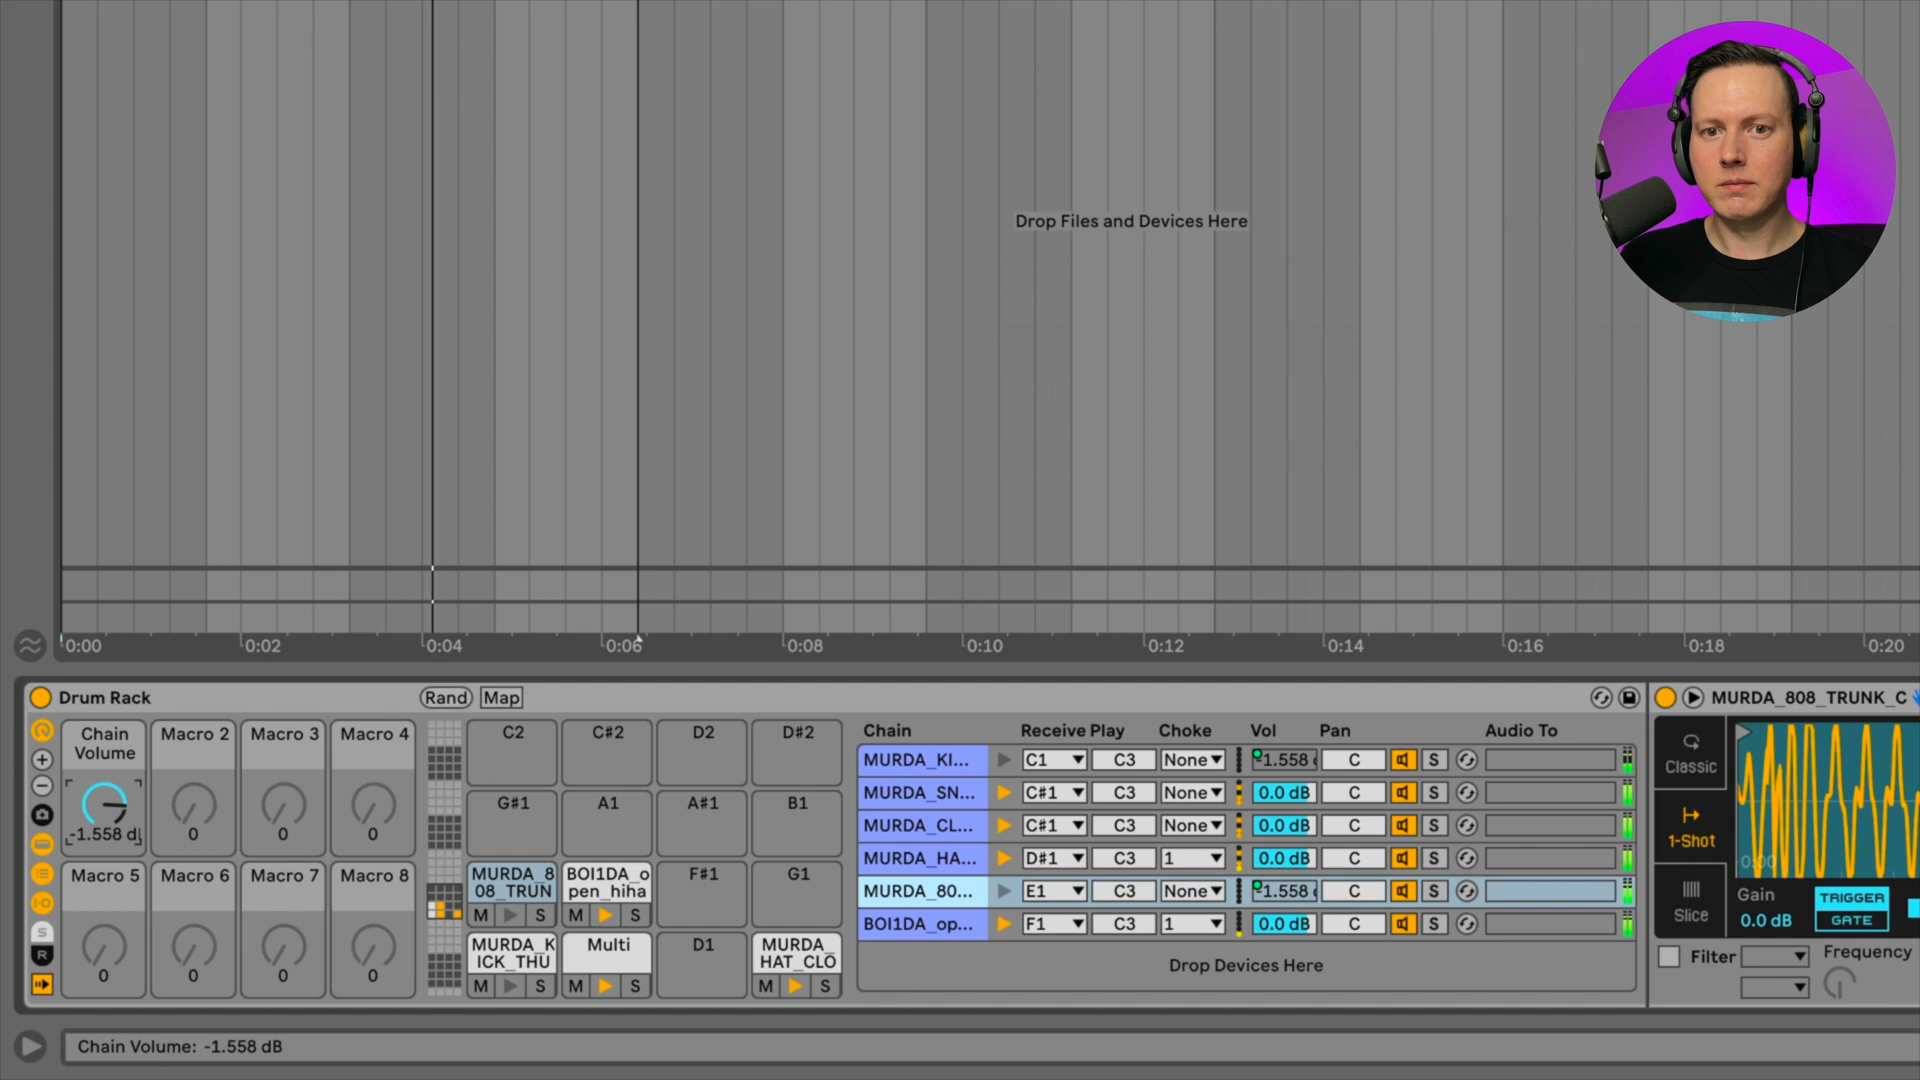 Drop Files and Devices Here
0:00 0:02 0:04 0:06 0:08 0:10 0:12 0:14 0:16 0:18 0:20
Drum Rack Rand Map
MURDA_808_TRUNK_C
Chain Volume
-1.558 d
Macro 2
0
Macro 3
0
Macro 4
0
Macro 5
0
Macro 6
0
Macro 7
0
Macro 8
0
S
R
C2 C#2 D2 D#2
G#1 A1 A#1 B1
MURDA_8
08_TRUN
M S
BOI1DA_o
pen_hiha
M S
F#1 G1
MURDA_K
ICK_THU
M S
Multi
M S
D1
MURDA_
HAT_CLO
M S
Chain Receive Play Choke Vol Pan Audio To
MURDA_KI... C1 C3 None -1.558 C S
MURDA_SN... C#1 C3 None 0.0 dB C S
MURDA_CL... C#1 C3 None 0.0 dB C S
MURDA_HA... D#1 C3 1 0.0 dB C S
MURDA_80... E1 C3 None -1.558 C S
BOI1DA_op... F1 C3 1 0.0 dB C S
Drop Devices Here
Classic
1-Shot
Slice
0:00
Gain
0.0 dB
TRIGGER
GATE
Filter
Frequency
Chain Volume: -1.558 dB